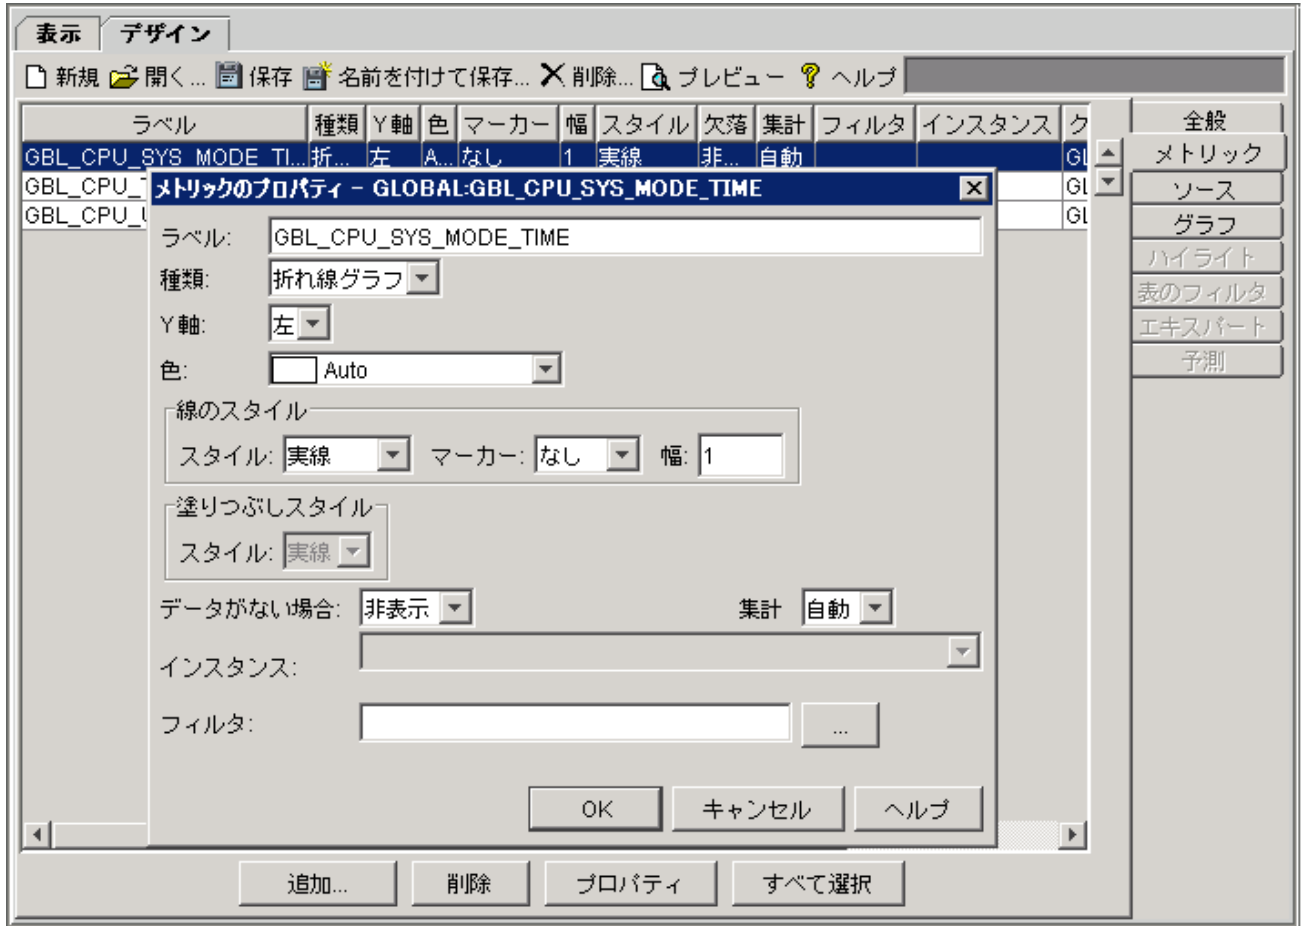 表示 デザイン
新規 開く... 保存 名前を付けて保存... 削除... プレビュー ヘルプ
ラベル 種類 Y軸 色 マーカー 幅 スタイル 欠落 集計 フィルタ インスタンス ク
GBL_CPU_SYS_MODE_TI... 折... 左 A... なし 1 実線 非... 自動 GL
GBL_CPU_ GL
GBL_CPU_ GL
メトリックのプロパティ - GLOBAL:GBL_CPU_SYS_MODE_TIME
ラベル: GBL_CPU_SYS_MODE_TIME
種類: 折れ線グラフ
Y軸: 左
色: Auto
線のスタイル
スタイル: 実線 マーカー: なし 幅: 1
塗りつぶしスタイル
スタイル: 実線
データがない場合: 非表示 集計 自動
インスタンス:
フィルタ: ...
OK キャンセル ヘルプ
追加... 削除 プロパティ すべて選択
全般
メトリック
ソース
グラフ
ハイライト
表のフィルタ
エキスパート
予測